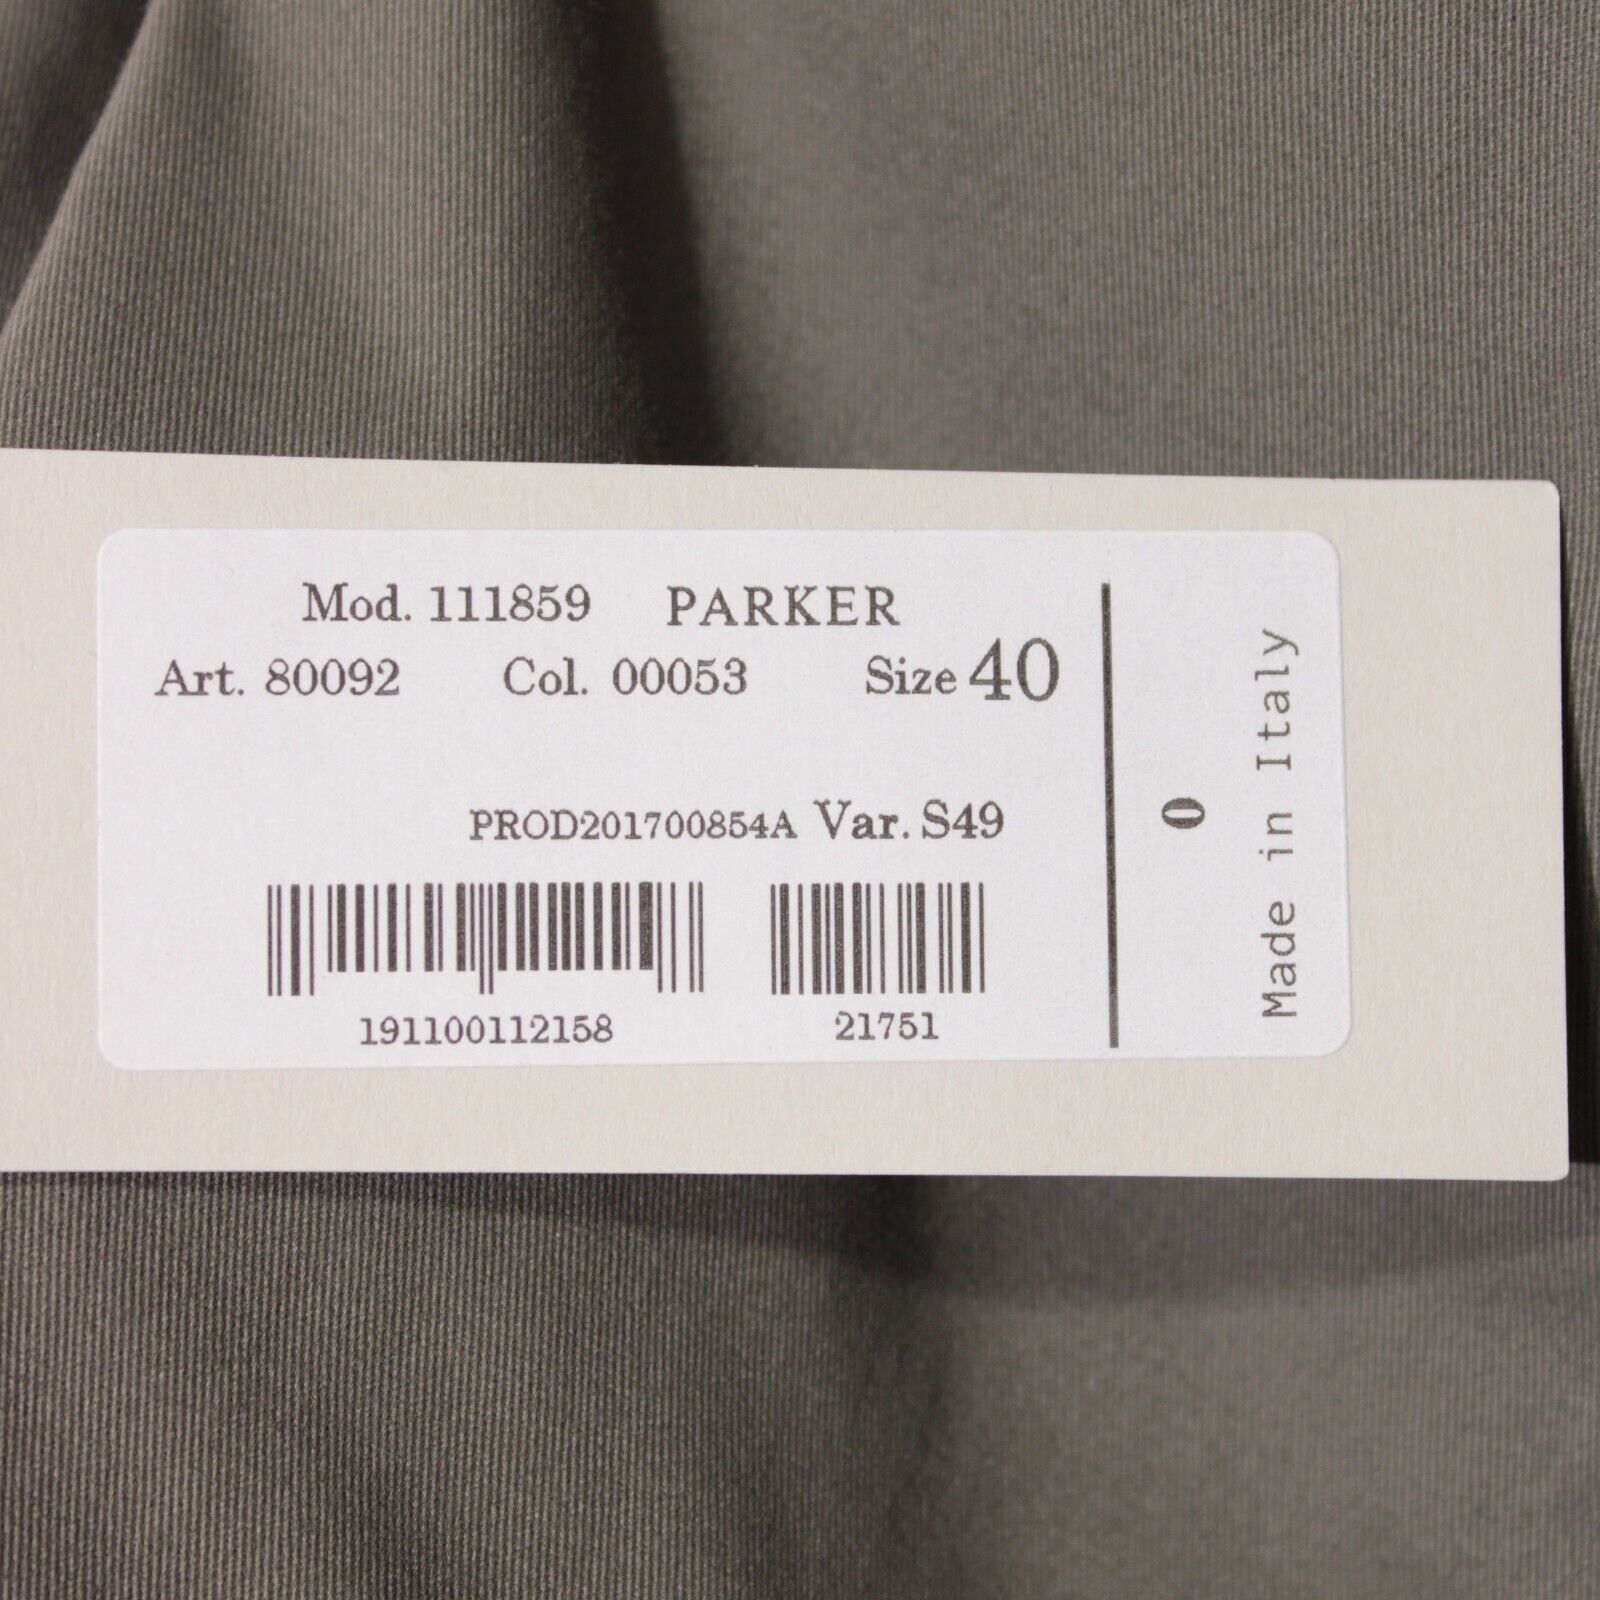 Mod. 111859 PARKER
Art. 80092 Col. 00053 Size 40
PROD201700854A Var. S49
191100112158 21751
0
Made in Italy